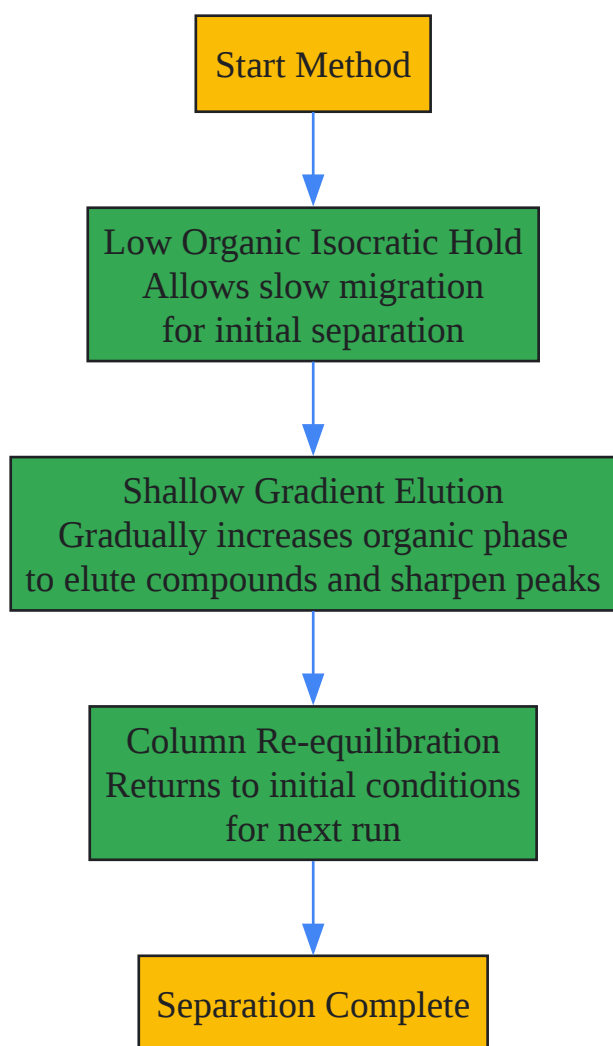 Start Method
Low Organic Isocratic Hold
Allows slow migration
for initial separation
Shallow Gradient Elution
Gradually increases organic phase
to elute compounds and sharpen peaks
Column Re-equilibration
Returns to initial conditions
for next run
Separation Complete